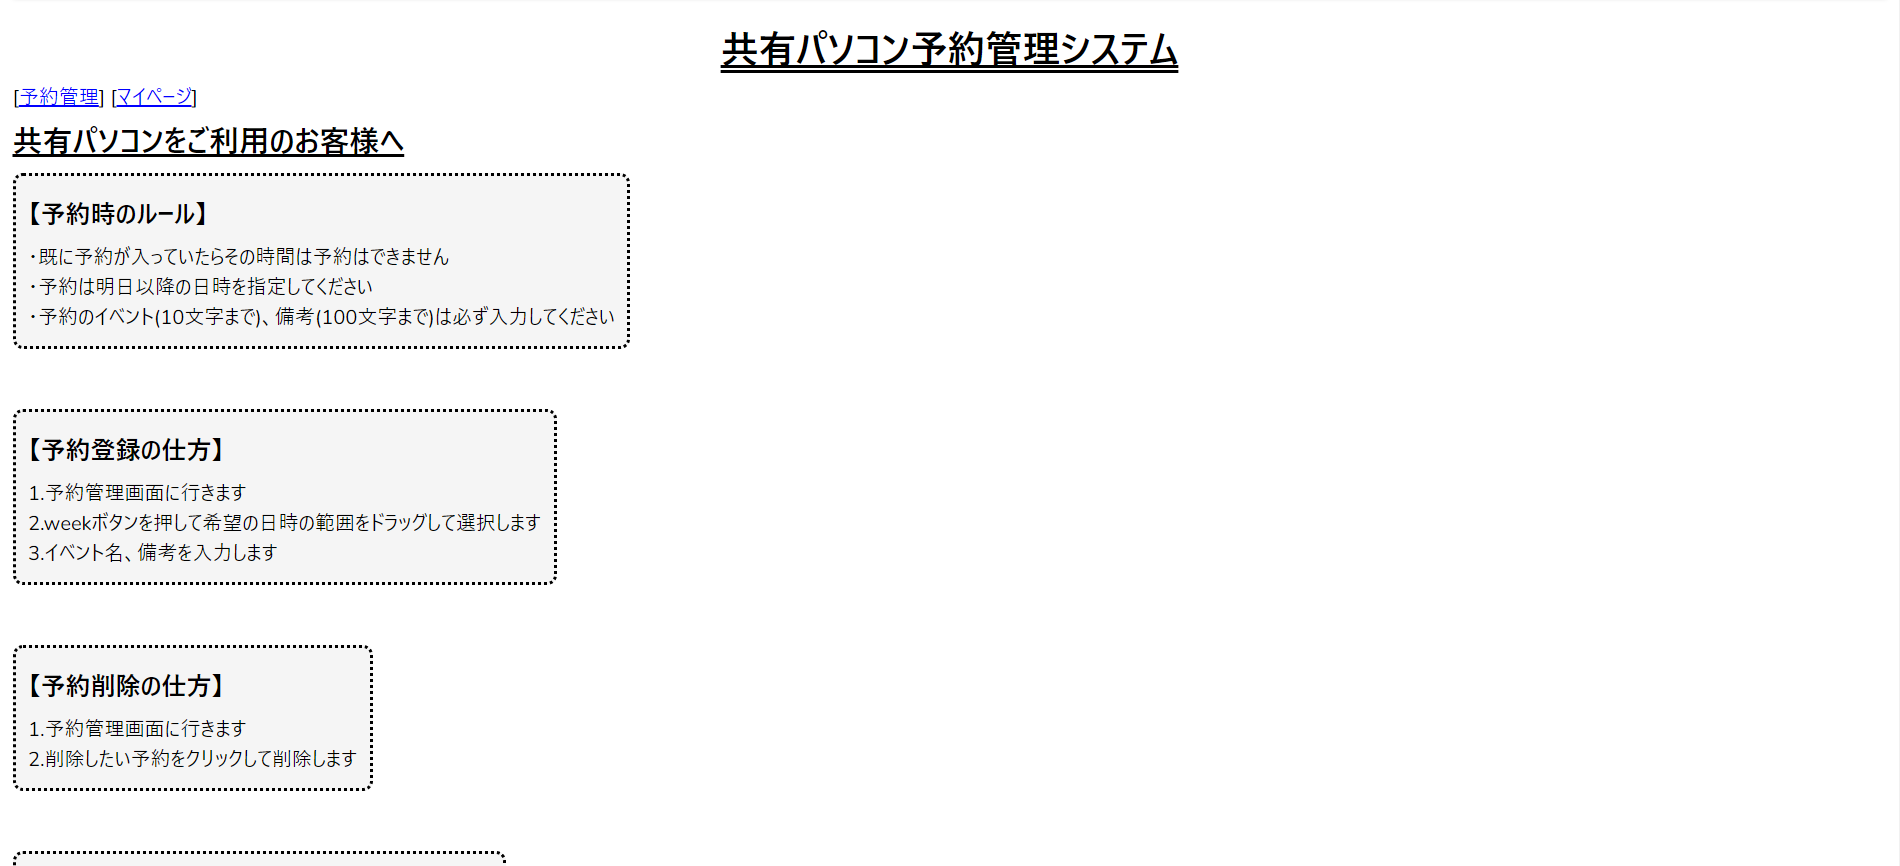 共有パソコン予約管理システム
[予約管理] [マイページ]
共有パソコンをご利用のお客様へ
【予約時のルール】
・既に予約が入っていたらその時間は予約はできません
・予約は明日以降の日時を指定してください
・予約のイベント(10文字まで)、備考(100文字まで)は必ず入力してください
【予約登録の仕方】
1.予約管理画面に行きます
2.weekボタンを押して希望の日時の範囲をドラッグして選択します
3.イベント名、備考を入力します
【予約削除の仕方】
1.予約管理画面に行きます
2.削除したい予約をクリックして削除します